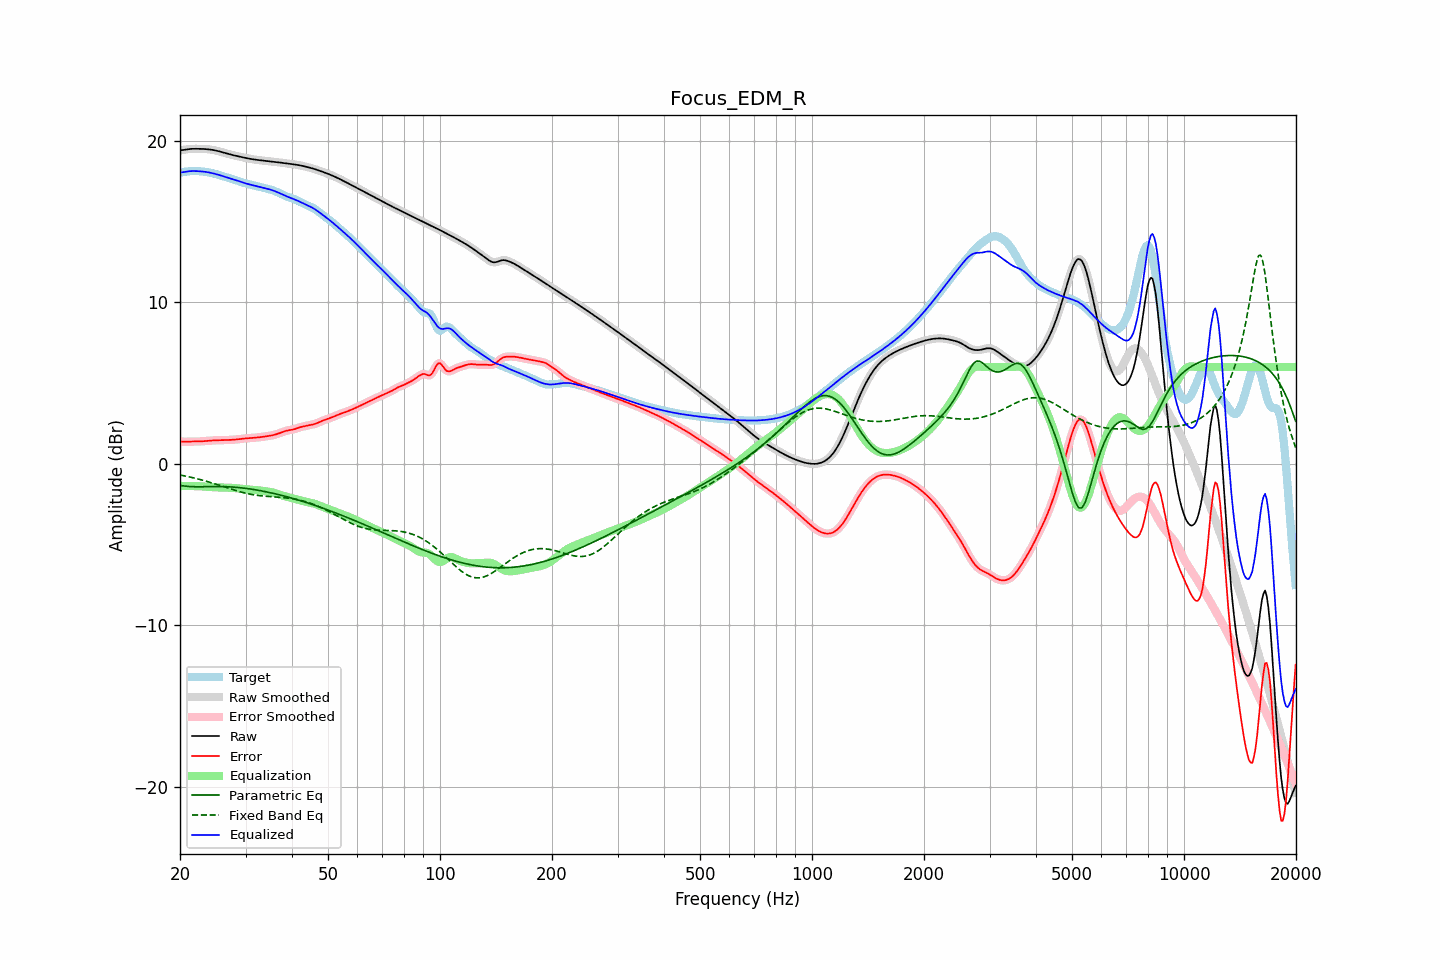 Focus_EDM_R
20
10
0
−10
−20
Amplitude (dBr)
Target
Raw Smoothed
Error Smoothed
Raw
Error
Equalization
Parametric Eq
Fixed Band Eq
Equalized
20 50 100 200 500 1000 2000 5000 10000 20000
Frequency (Hz)